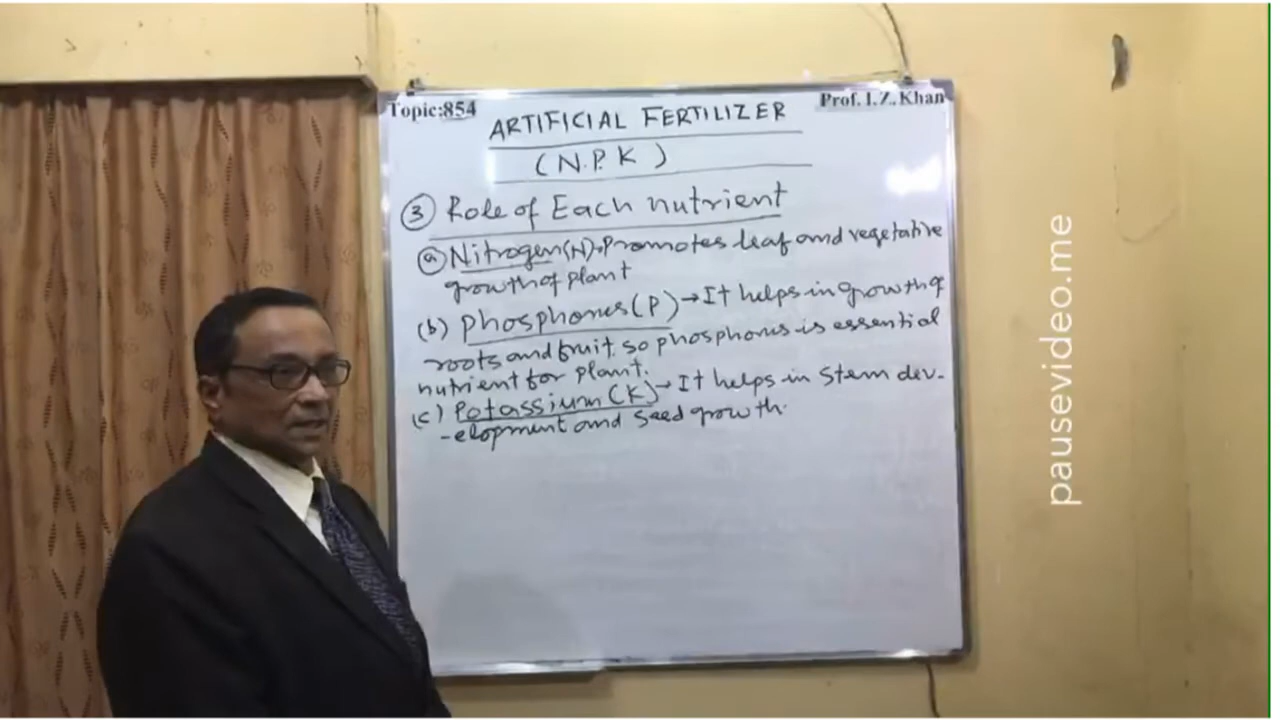 Topic:854
Prof. I.Z. Khan
ARTIFICIAL FERTILIZER
(N.P.K)
③ Role of Each nutrient
ⓐ Nitrogen(N). Promotes leaf and vegetative
growth of plant
(b) Phosphorus(P) → It helps in growth of
roots and fruit. so phosphorus is essential
nutrient for plant.
(c) Potassium(K) → It helps in stem dev-
-elopment and seed growth.
pausevideo.me